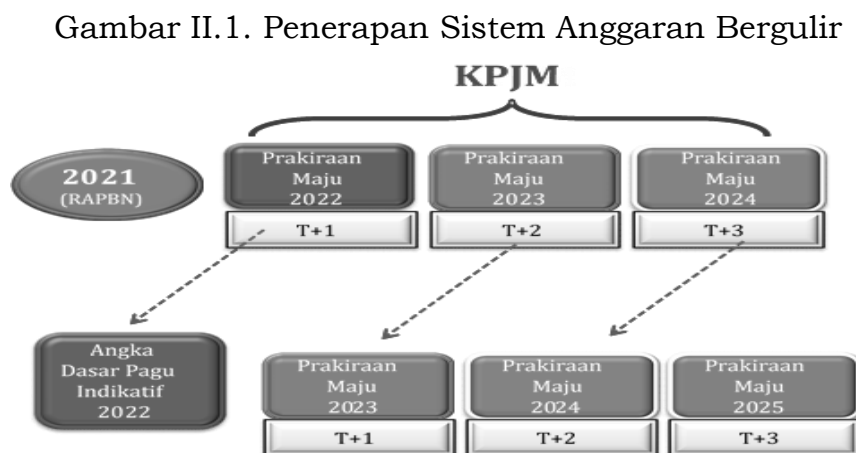 Gambar II.1. Penerapan Sistem Anggaran Bergulir
KPJM
2021
(RAPBN)
Prakiraan
Maju
2022
T+1
Prakiraan
Maju
2023
T+2
Prakiraan
Maju
2024
T+3
Angka
Dasar Pagu
Indikatif
2022
Prakiraan
Maju
2023
T+1
Prakiraan
Maju
2024
T+2
Prakiraan
Maju
2025
T+3